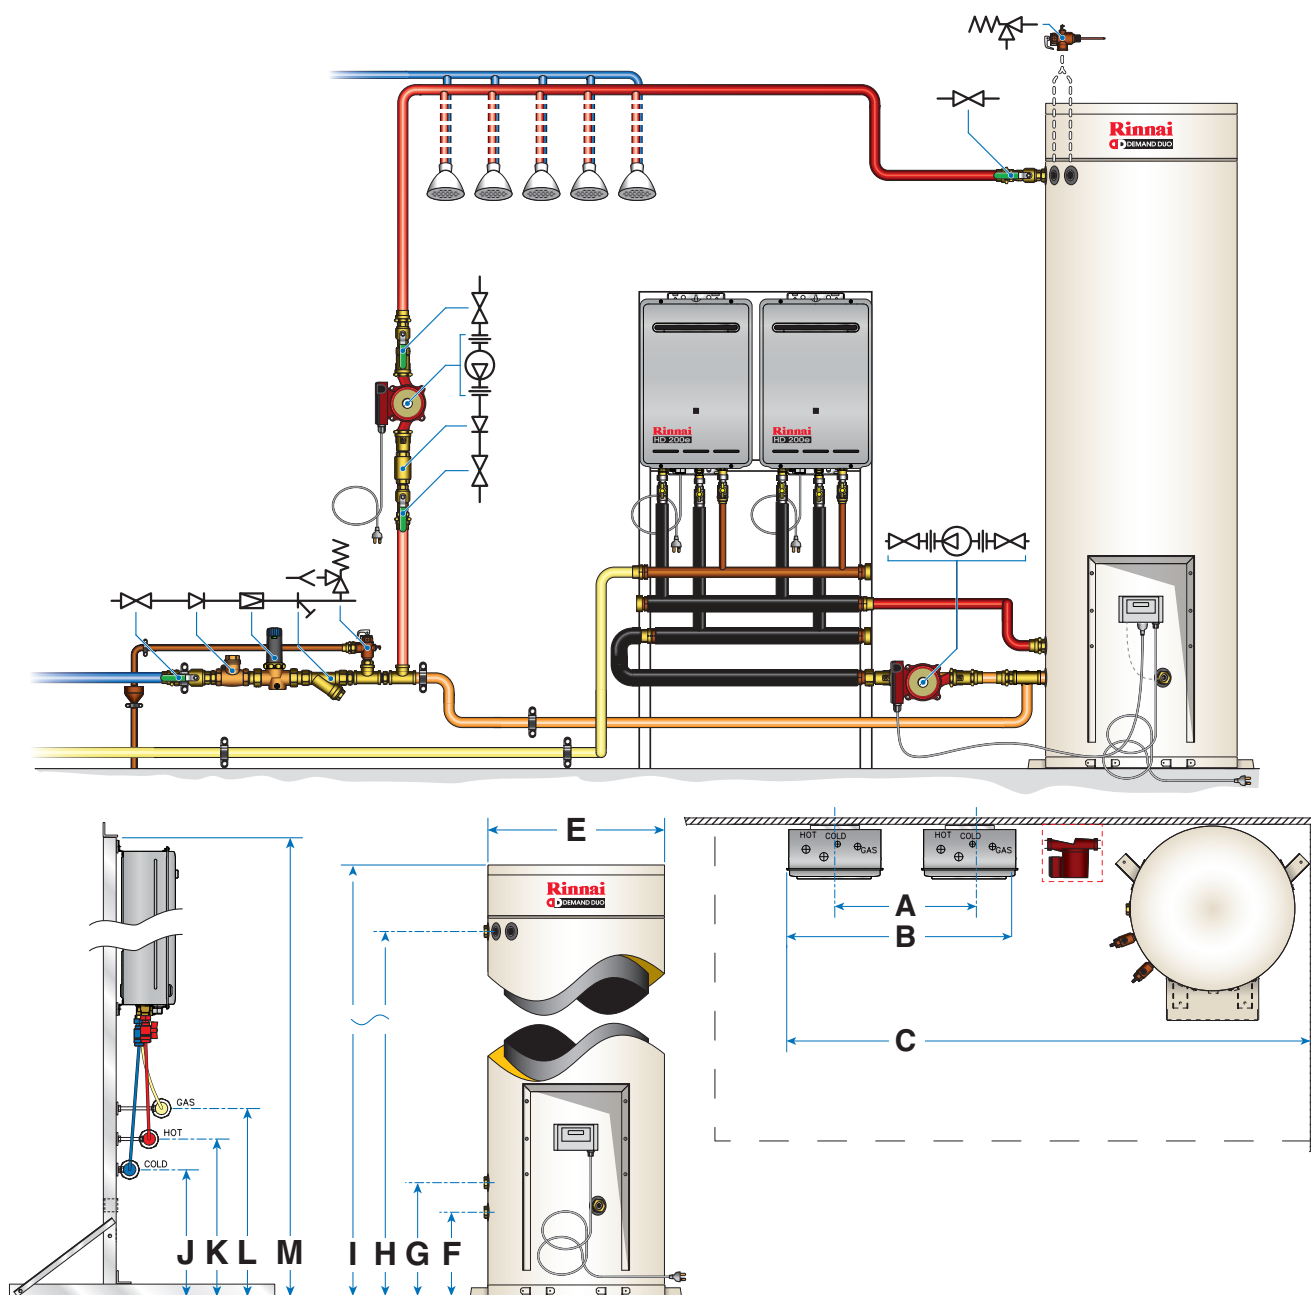 Rinnai
DEMAND DUO
Rinnai
HD 200e
Rinnai
HD 200e
E
Rinnai
DEMAND DUO
HOT
COLD
GAS
HOT
COLD
GAS
A
B
C
GAS
HOT
COLD
J
K
L
M
I
H
G
F